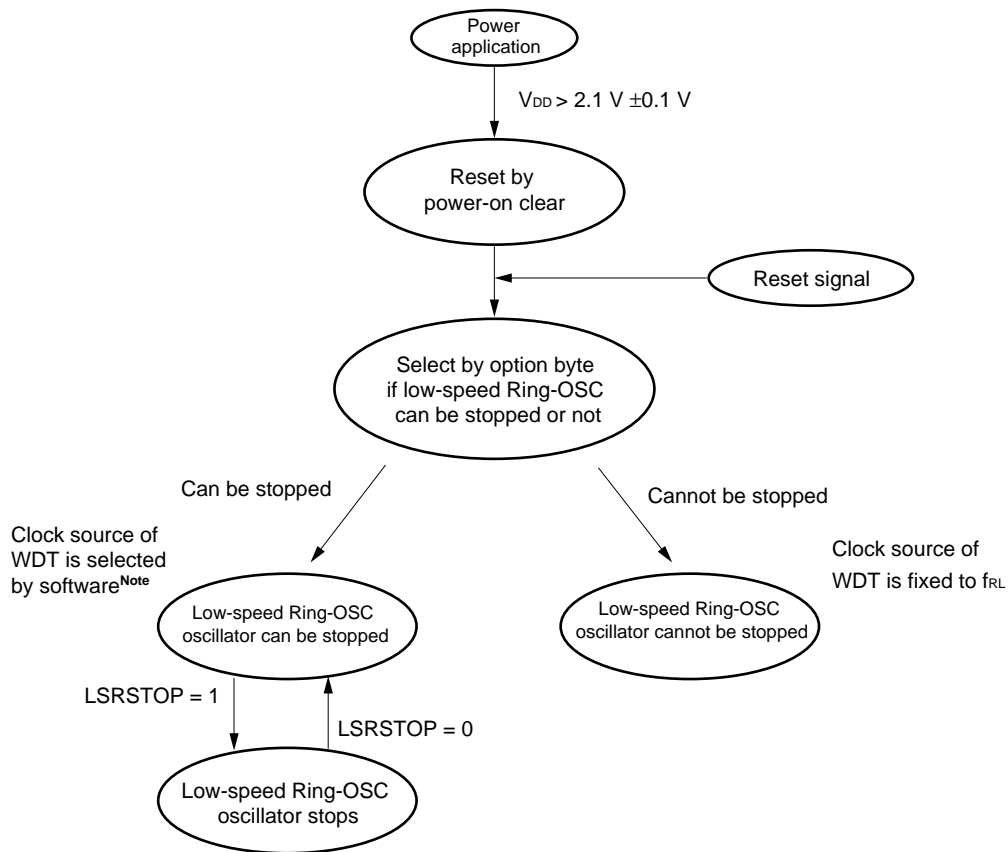 Power
application
VDD > 2.1 V ±0.1 V
Reset by
power-on clear
Reset signal
Select by option byte
if low-speed Ring-OSC
can be stopped or not
Can be stopped
Cannot be stopped
Clock source of
WDT is selected
by softwareNote
Clock source of
WDT is fixed to fRL
Low-speed Ring-OSC
oscillator can be stopped
Low-speed Ring-OSC
oscillator cannot be stopped
LSRSTOP = 1
LSRSTOP = 0
Low-speed Ring-OSC
oscillator stops